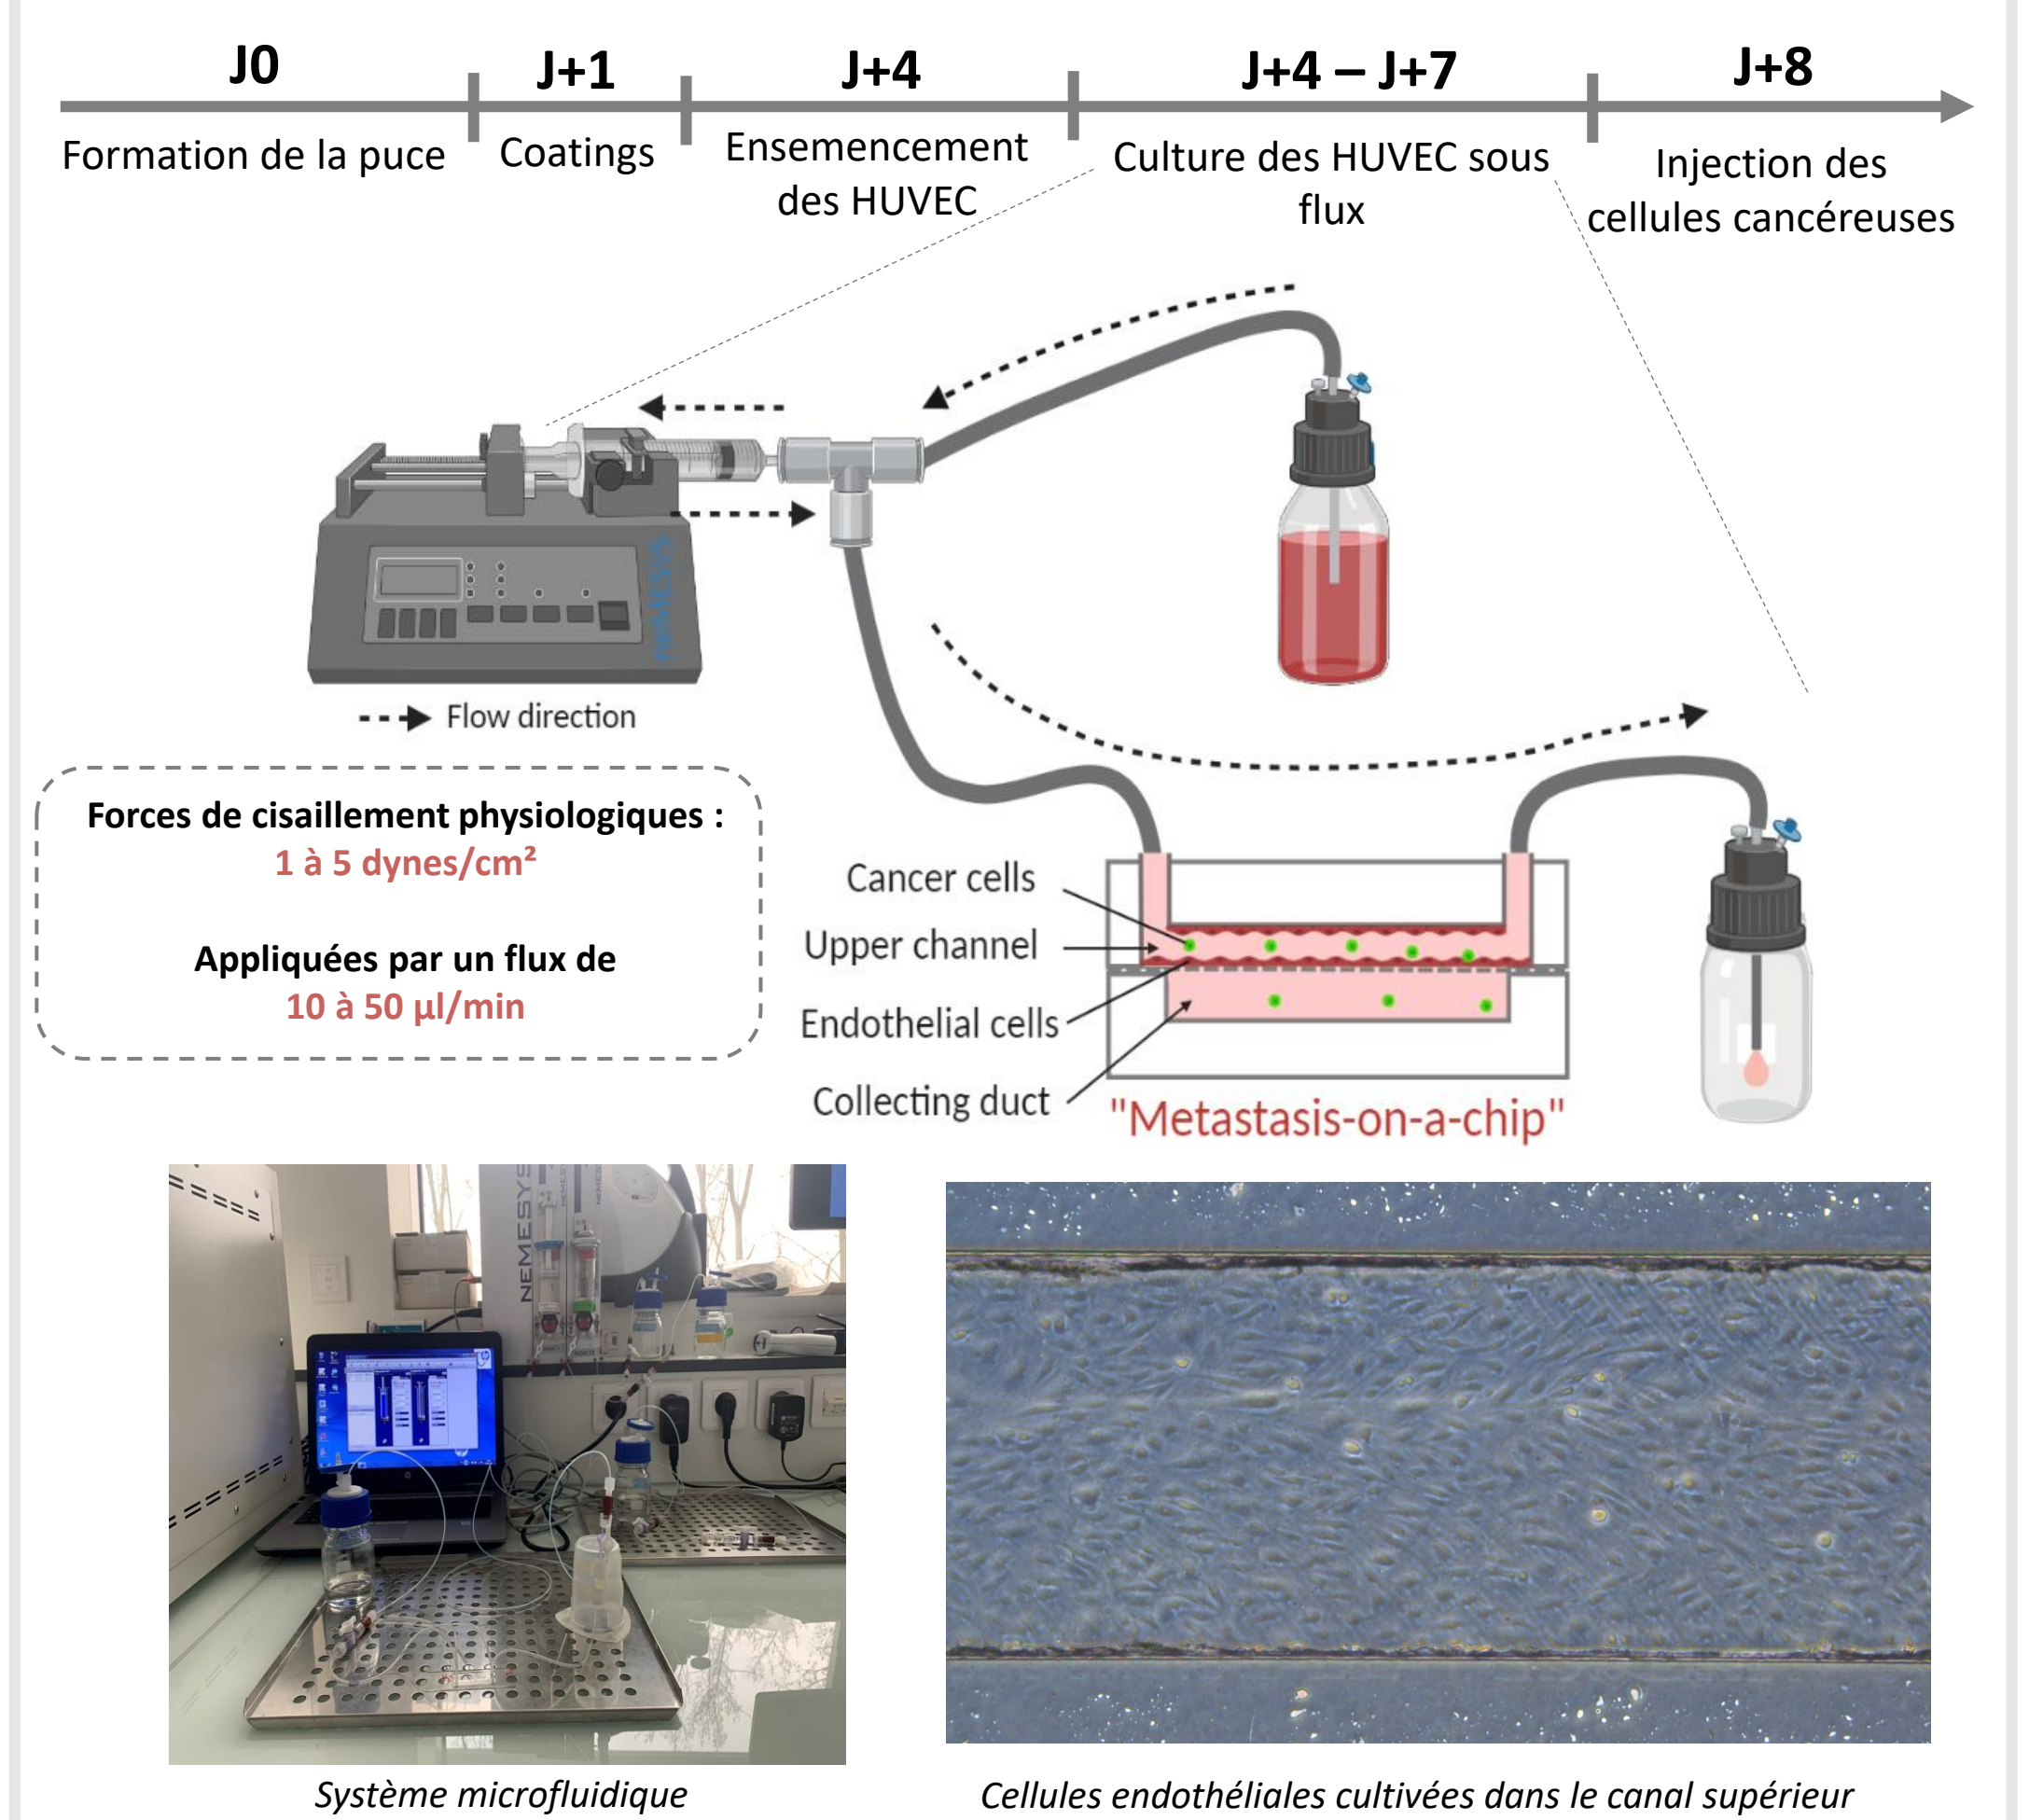 J0
J+1
J+4
J+4 – J+7
J+8
Formation de la puce
Coatings
Ensemencement
des HUVEC
Culture des HUVEC sous
flux
Injection des
cellules cancéreuses
NEMESYS
Flow direction
Forces de cisaillement physiologiques :
1 à 5 dynes/cm²
Appliquées par un flux de
10 à 50 µl/min
Cancer cells
Upper channel
Endothelial cells
Collecting duct
"Metastasis-on-a-chip"
NEMESYS
NEMESYS
Système microfluidique
Cellules endothéliales cultivées dans le canal supérieur